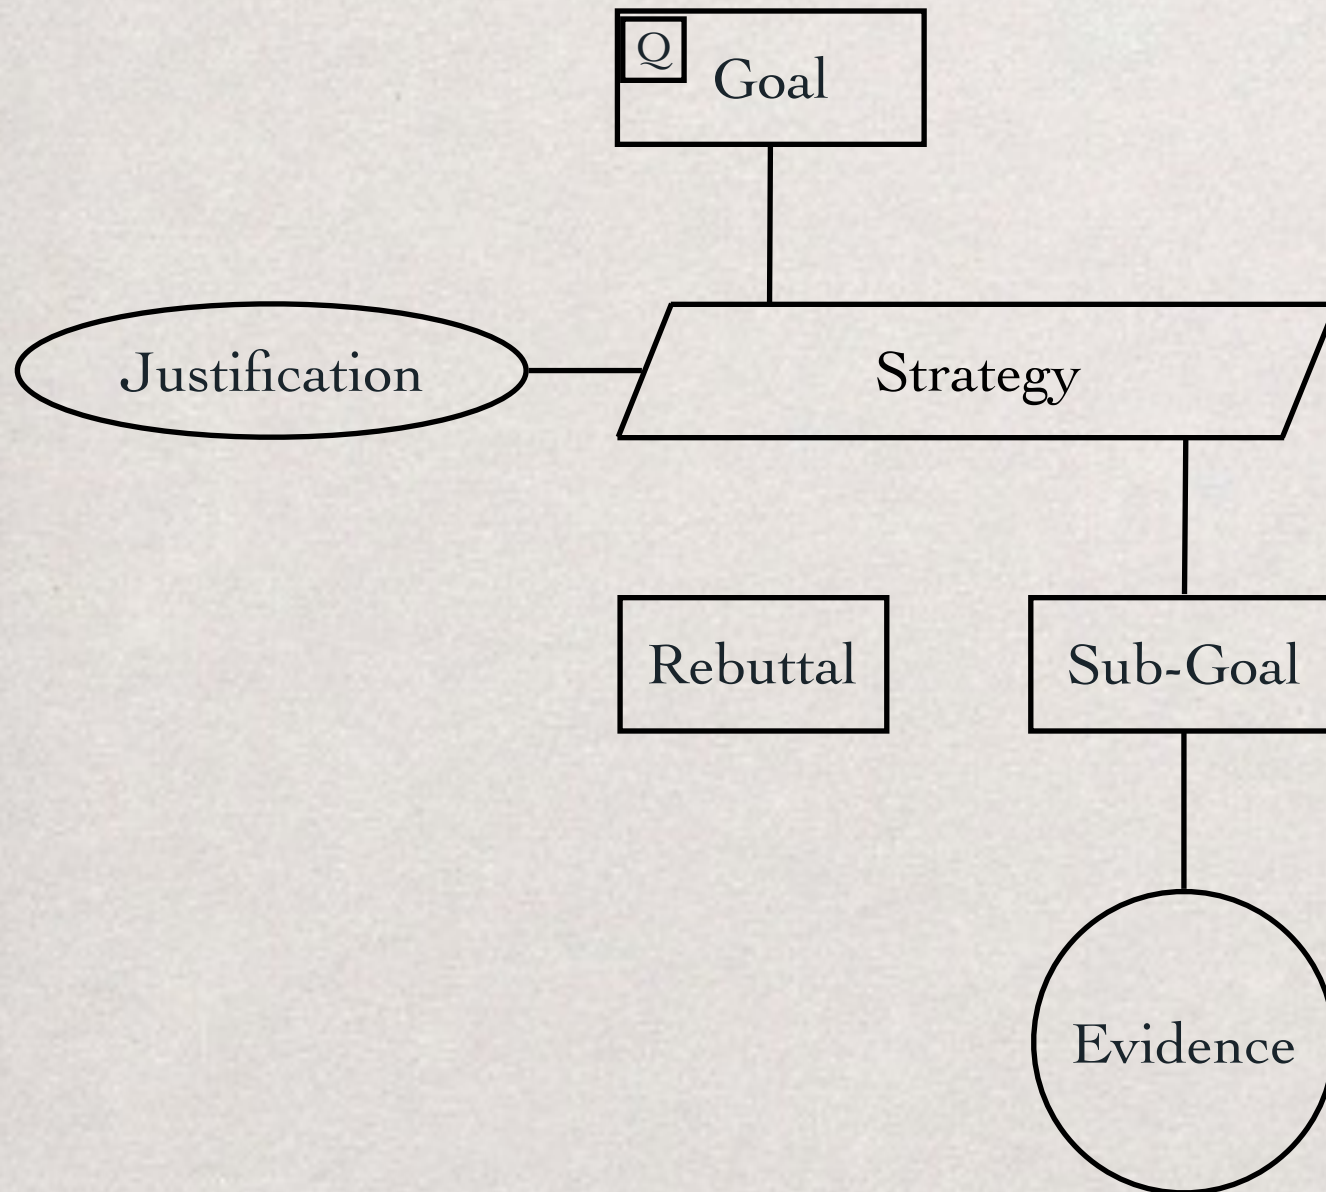 Q
Goal
Justification
Strategy
Rebuttal
Sub-Goal
Evidence